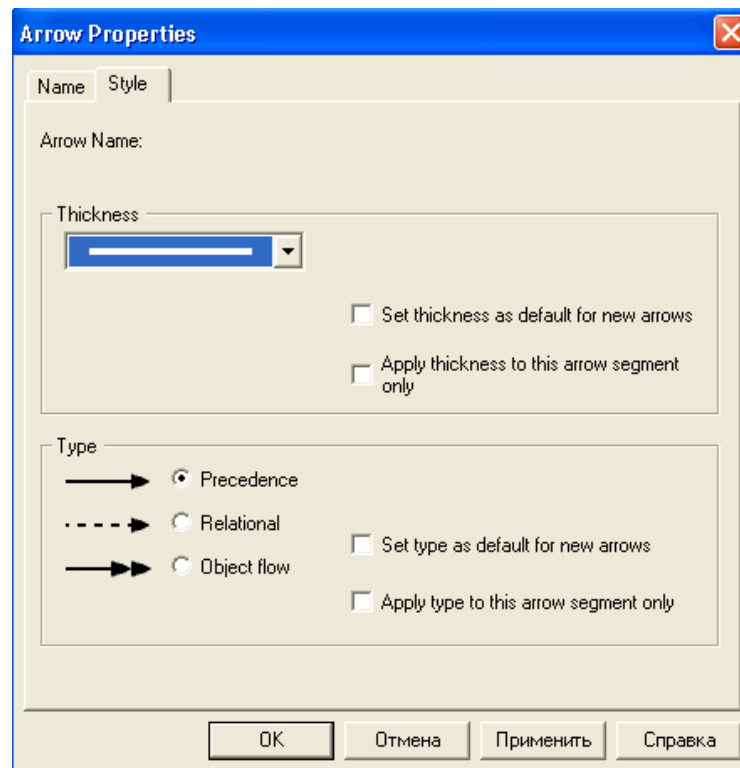 Arrow Properties
Name Style
Arrow Name:
Thickness
Set thickness as default for new arrows
Apply thickness to this arrow segment
only
Type
Precedence
Relational
Object flow
Set type as default for new arrows
Apply type to this arrow segment only
OK Отмена Применить Справка